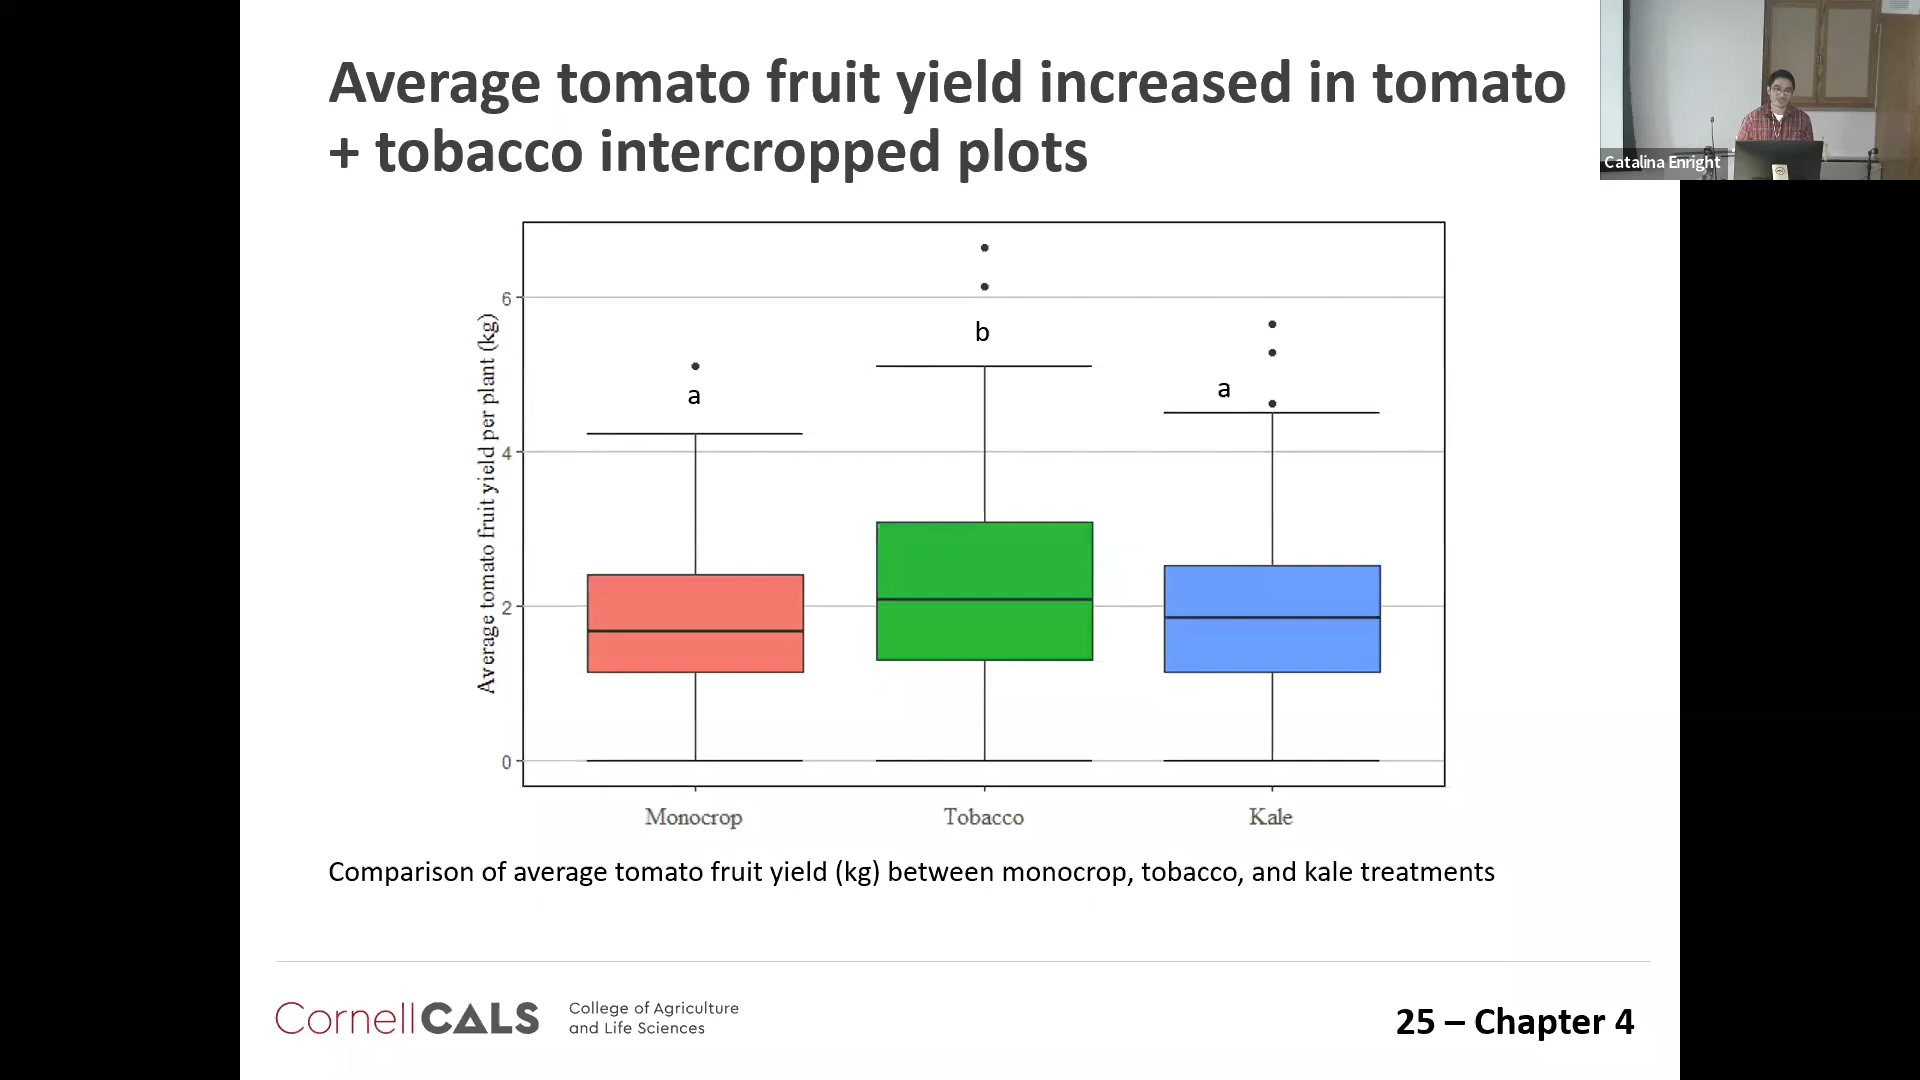 Average tomato fruit yield increased in tomato
+ tobacco intercropped plots
Catalina Enright
Average tomato fruit yield per plant (kg)
6
4
2
0
a
b
a
Monocrop
Tobacco
Kale
Comparison of average tomato fruit yield (kg) between monocrop, tobacco, and kale treatments
CornellCALS
College of Agriculture
and Life Sciences
25 – Chapter 4